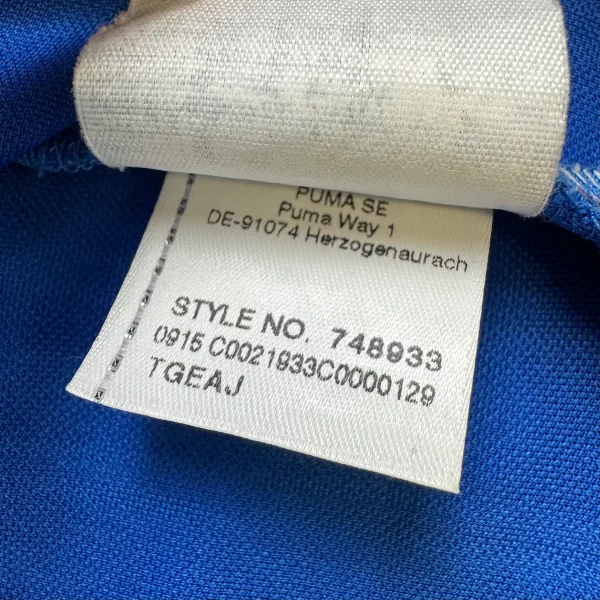 PUMA SE
Puma Way 1
DE-91074 Herzogenaurach
STYLE NO. 748933
0915 C0021933C0000129
TGEAJ